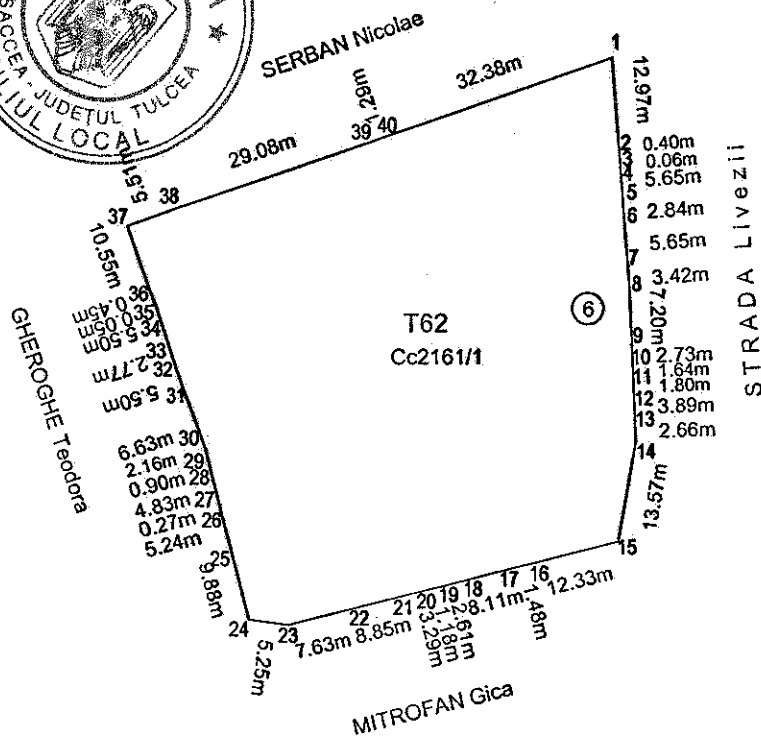 SACCEA - JUDEȚUL TULCEA
LIUL LOCAL
SERBAN Nicolae
1
32.38m
12.97m
1.29m
39 40
29.08m
5.51m
38
37
2 0.40m
3 0.06m
4 5.65m
5
6 2.84m
5.65m
7
8 3.42m
7.20m
9
10 2.73m
11 1.64m
1.80m
12 3.89m
13
2.66m
14
13.57m
15
STRADA Livezii
6
T62
Cc2161/1
10.55m
36
0.45m
35
0.05m
34
5.50m
33
2.77m
32
5.50m 31
GHEROGHE Teodora
6.63m 30
2.16m 29
0.90m 28
4.83m 27
0.27m 26
5.24m
25
9.88m
24
5.25m
23
7.63m
22
8.85m
21 20 19 18
3.29m
1.18m
2.61m
8.11m
17
1.48m
16
12.33m
MITROFAN Gica